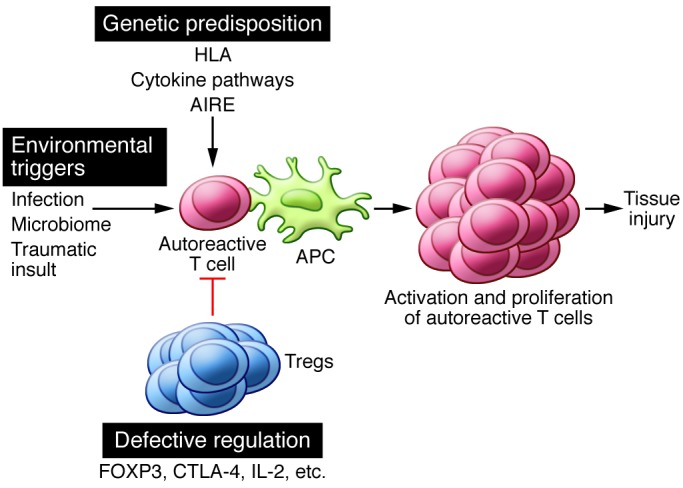 Genetic predisposition
HLA
Cytokine pathways
AIRE
Environmental
triggers
Infection
Microbiome
Traumatic
insult
Autoreactive
T cell
APC
Activation and proliferation
of autoreactive T cells
Tissue
injury
Tregs
Defective regulation
FOXP3, CTLA-4, IL-2, etc.